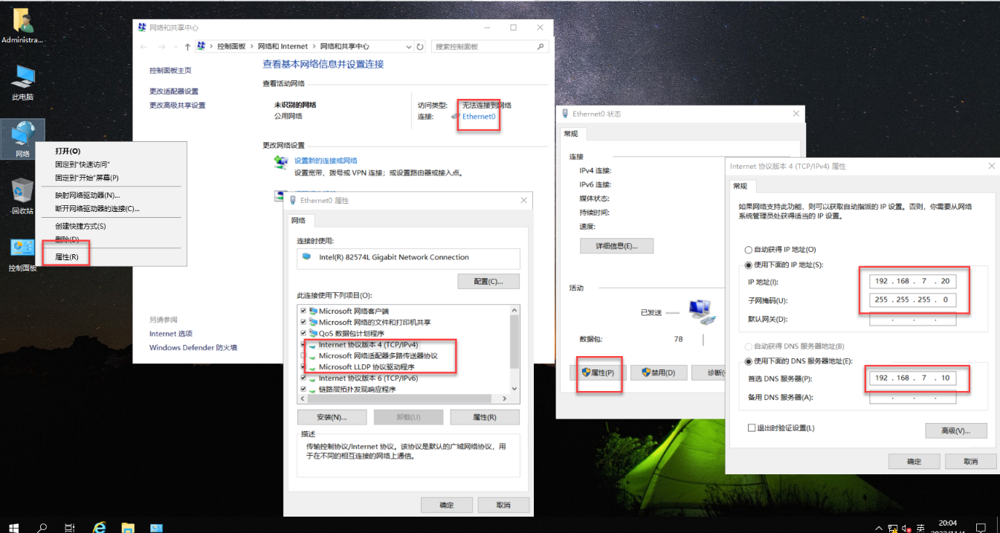 Administra...
此电脑
网络
回收站
控制面板
打开(O)
固定到"快速访问"
固定到"开始"屏幕(P)
映射网络驱动器(N)...
断开网络驱动器的连接(C)...
创建快捷方式(S)
删除(D)
属性(R)
网络和共享中心
控制面板 > 网络和 Internet > 网络和共享中心
搜索控制面板
控制面板主页
更改适配器设置
更改高级共享设置
另请参阅
Internet 选项
Windows Defender 防火墙
查看基本网络信息并设置连接
查看活动网络
未识别的网络
公用网络
访问类型: 无法连接到网络
连接: Ethernet0
更改网络设置
设置新的连接或网络
设置宽带、拨号或 VPN 连接；或设置路由器或接入点。
Ethernet0 属性
网络
连接时使用:
Intel(R) 82574L Gigabit Network Connection
配置(C)...
此连接使用下列项目(O):
Microsoft 网络客户端
Microsoft 网络的文件和打印机共享
QoS 数据包计划程序
Internet 协议版本 4 (TCP/IPv4)
Microsoft 网络适配器多路传送器协议
Microsoft LLDP 协议驱动程序
Internet 协议版本 6 (TCP/IPv6)
链路层拓扑发现响应程序
安装(N)...
卸载(U)
属性(R)
描述
传输控制协议/Internet 协议。该协议是默认的广域网络协议，用
于在不同的相互连接的网络上通信。
确定
取消
Ethernet0 状态
常规
连接
IPv4 连接:
IPv6 连接:
媒体状态:
持续时间:
速度:
详细信息(E)...
活动
已发送
数据包: 78
属性(P)
禁用(D)
诊断(
Internet 协议版本 4 (TCP/IPv4) 属性
常规
如果网络支持此功能，则可以获取自动指派的 IP 设置。否则，你需要从网络
系统管理员处获得适当的 IP 设置。
自动获得 IP 地址(O)
使用下面的 IP 地址(S):
IP 地址(I): 192 . 168 . 7 . 20
子网掩码(U): 255 . 255 . 255 . 0
默认网关(D): . . .
自动获得 DNS 服务器地址(B)
使用下面的 DNS 服务器地址(E):
首选 DNS 服务器(P): 192 . 168 . 7 . 10
备用 DNS 服务器(A): . . .
退出时验证设置(L)
高级(V)...
确定
取消
英
20:04